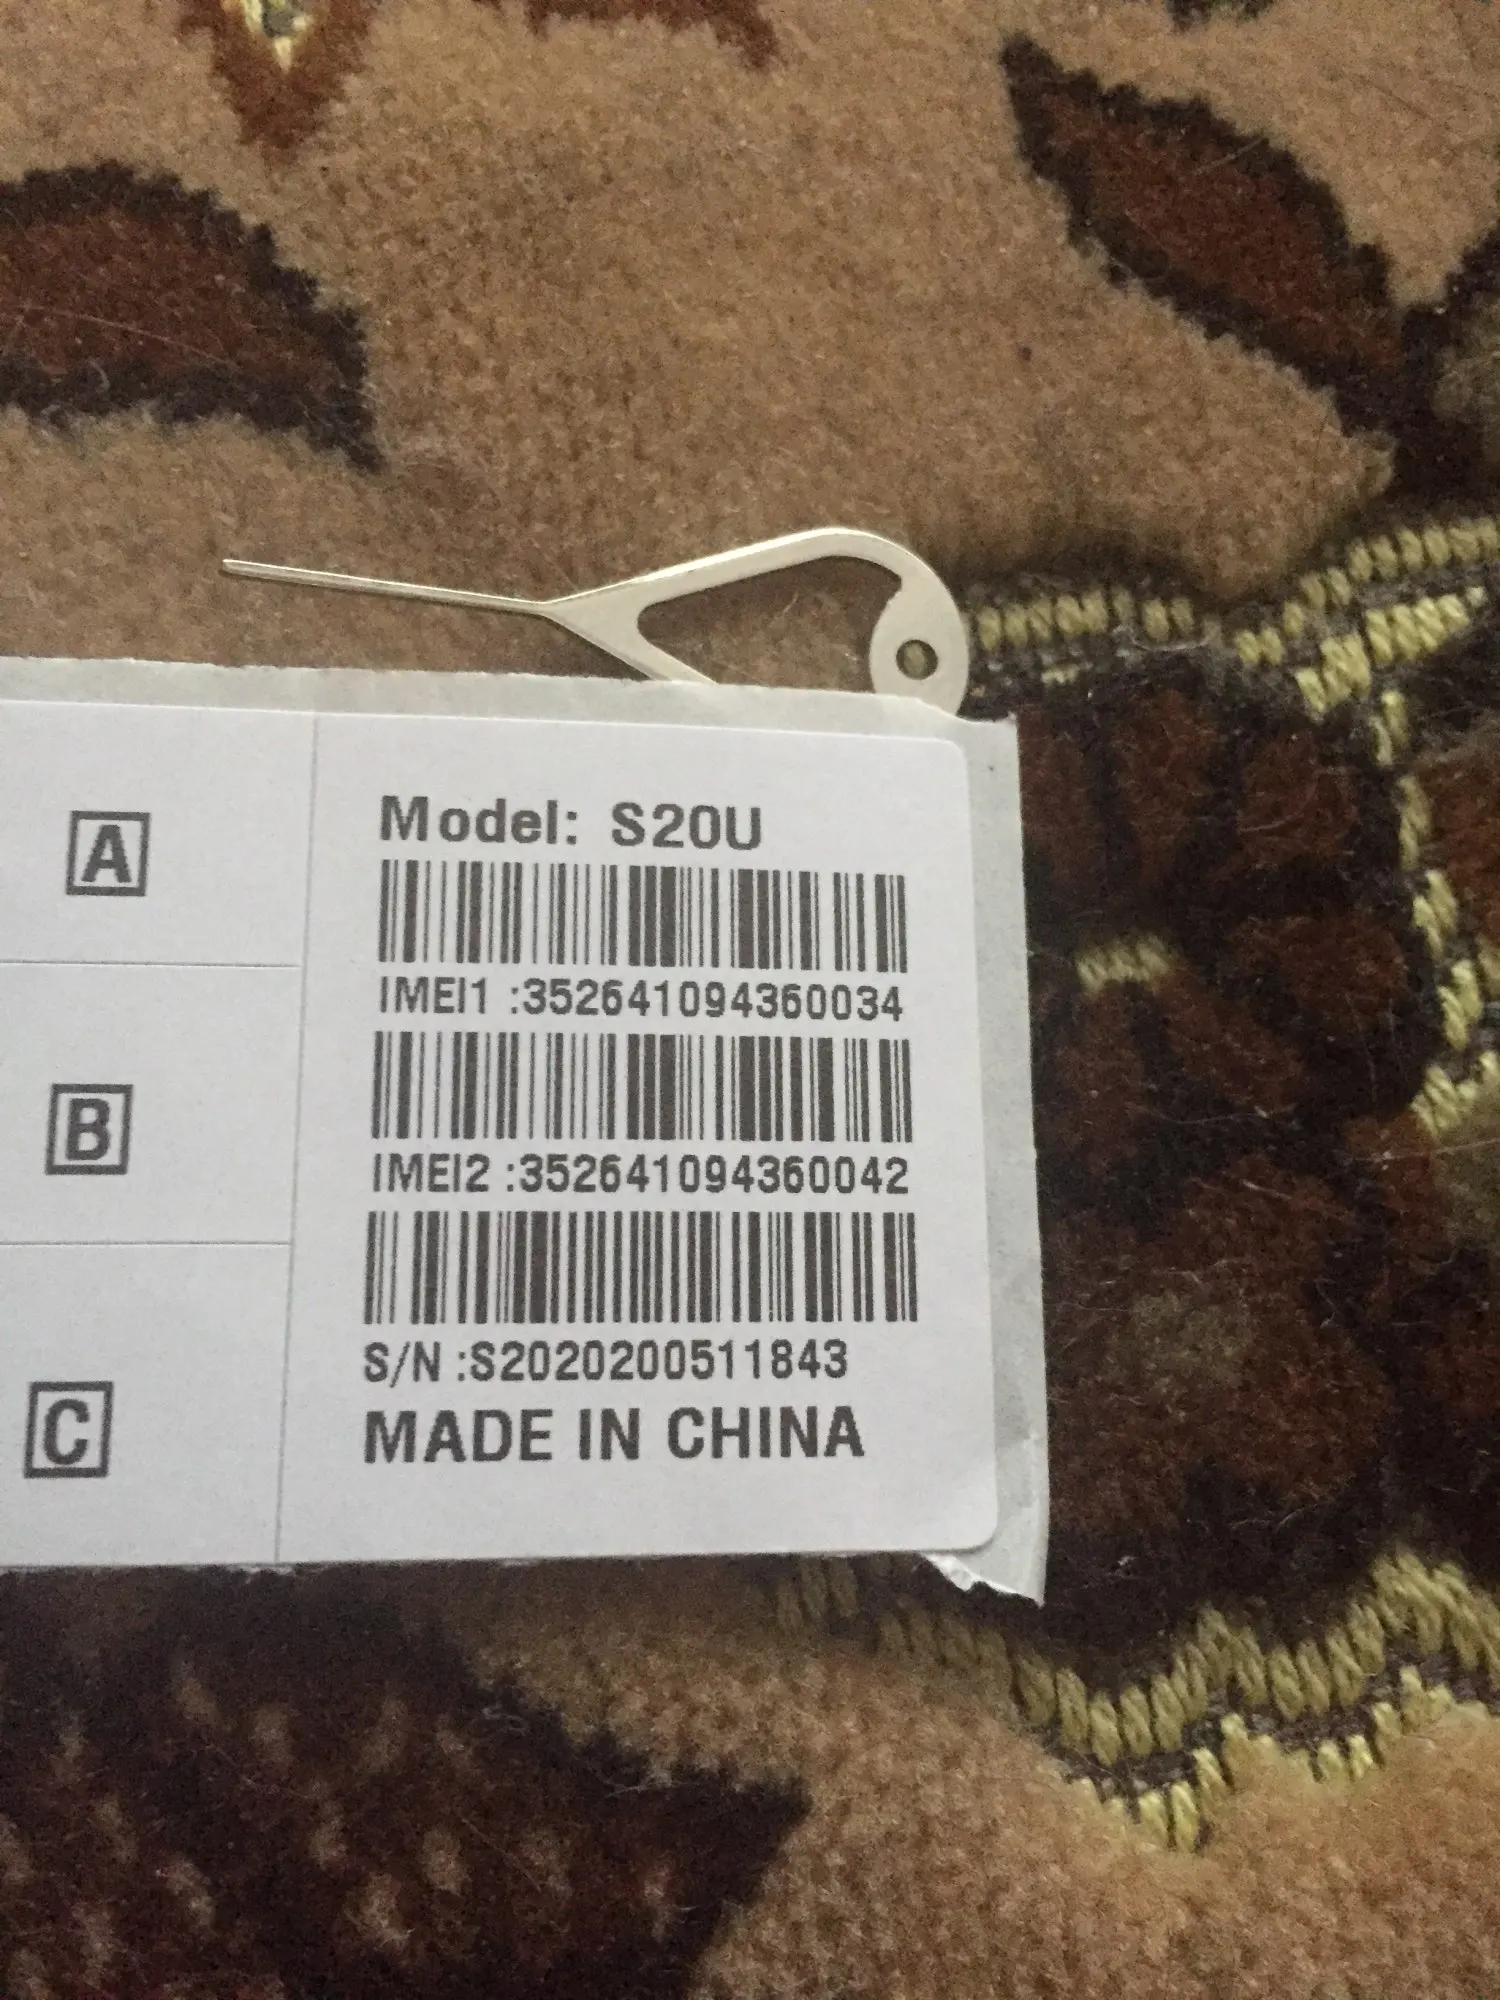 A
B
C
Model: S20U
IMEI1 :352641094360034
IMEI2 :352641094360042
S/N :S2020200511843
MADE IN CHINA